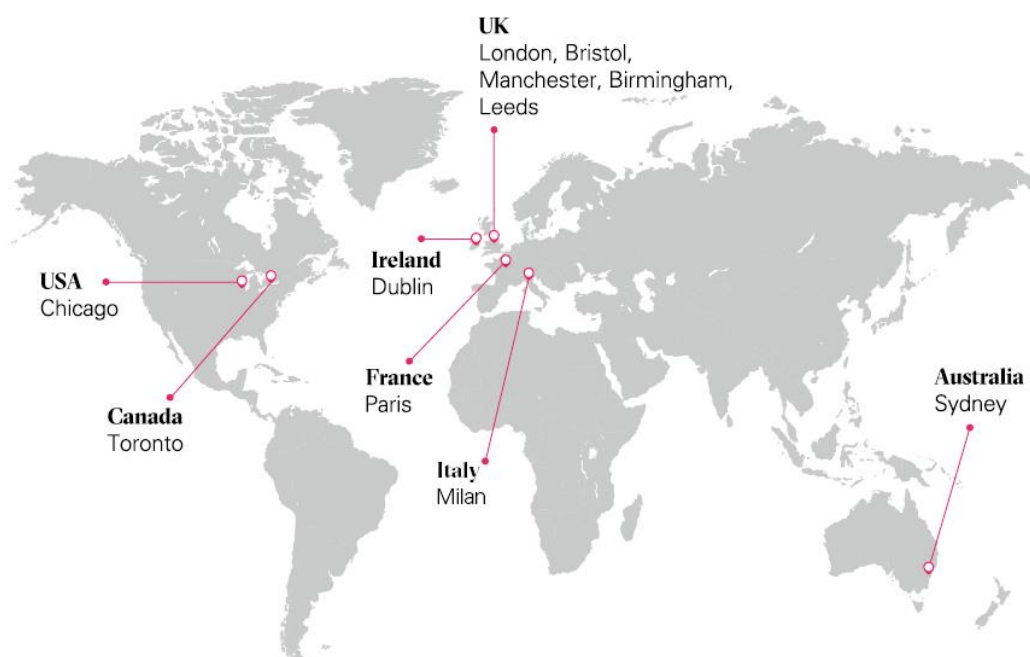 UK
London, Bristol,
Manchester, Birmingham,
Leeds
Ireland
Dublin
USA
Chicago
France
Paris
Australia
Sydney
Canada
Toronto
Italy
Milan